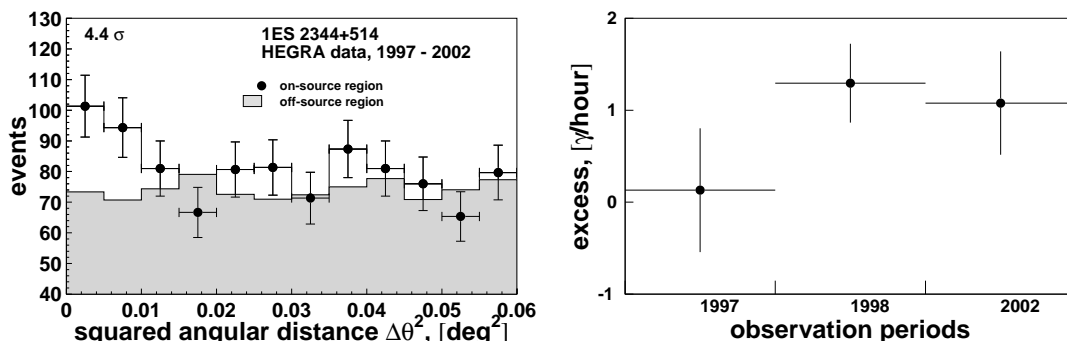 130
120
110
100
90
80
70
60
50
40
events
4.4 σ
1ES 2344+514
HEGRA data, 1997 - 2002
on-source region
off-source region
0 0.01 0.02 0.03 0.04 0.05 0.06
squared angular distance Δθ², [deg²]
2
1
0
-1
excess, [γ/hour]
1997 1998 2002
observation periods